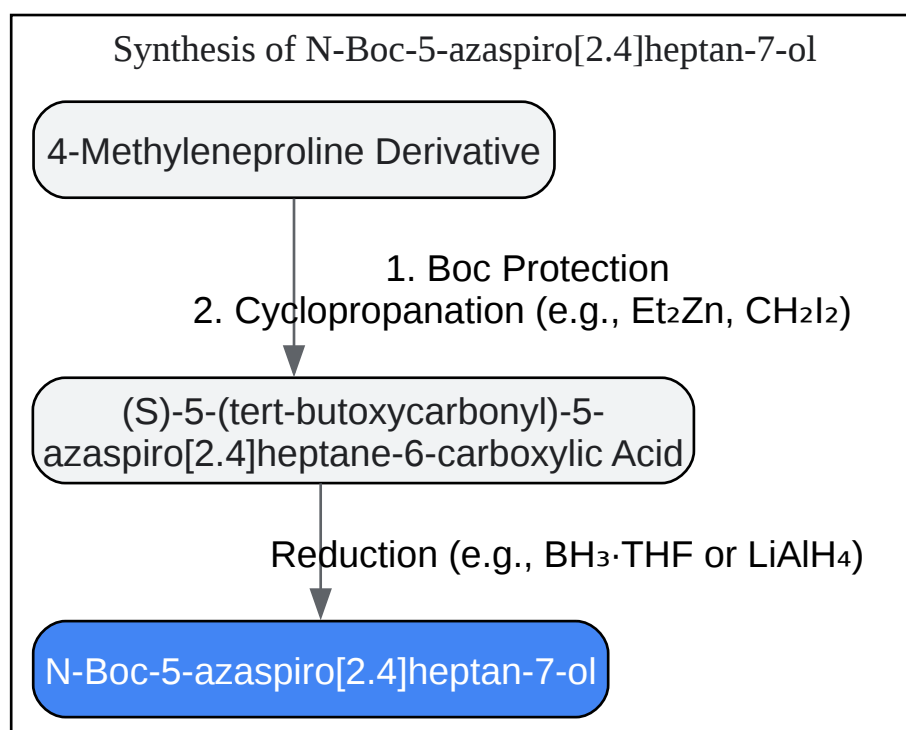 Synthesis of N-Boc-5-azaspiro[2.4]heptan-7-ol
4-Methyleneproline Derivative
1. Boc Protection
2. Cyclopropanation (e.g., Et₂Zn, CH₂I₂)
(S)-5-(tert-butoxycarbonyl)-5-
azaspiro[2.4]heptane-6-carboxylic Acid
Reduction (e.g., BH₃·THF or LiAlH₄)
N-Boc-5-azaspiro[2.4]heptan-7-ol